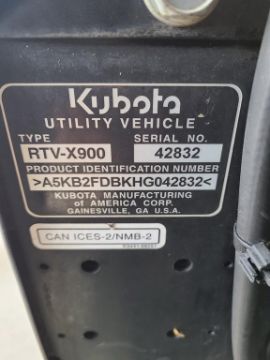 Kubota
UTILITY VEHICLE
TYPE SERIAL NO.
RTV-X900 42832
PRODUCT IDENTIFICATION NUMBER
>A5KB2FDBKHG042832<
KUBOTA MANUFACTURING
of AMERICA CORP.
GAINESVILLE, GA U.S.A.
CAN ICES-2/NMB-2